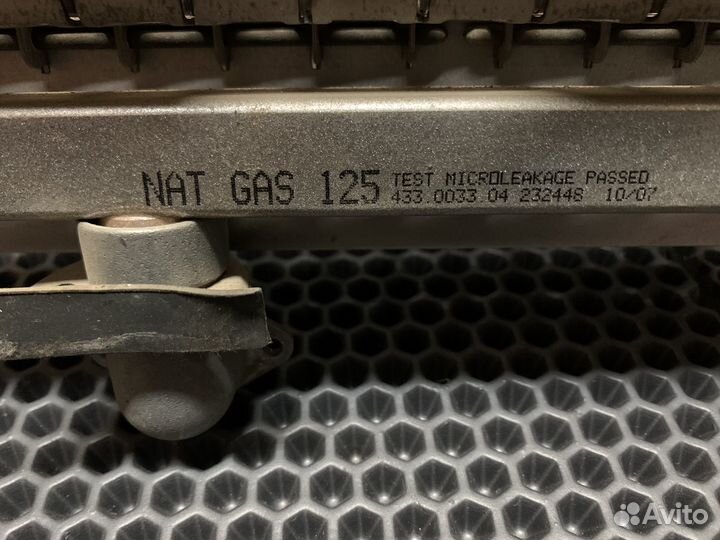 NAT GAS 125
TEST MICROLEAKAGE PASSED
433 0033 04 232448 10/07
Avito